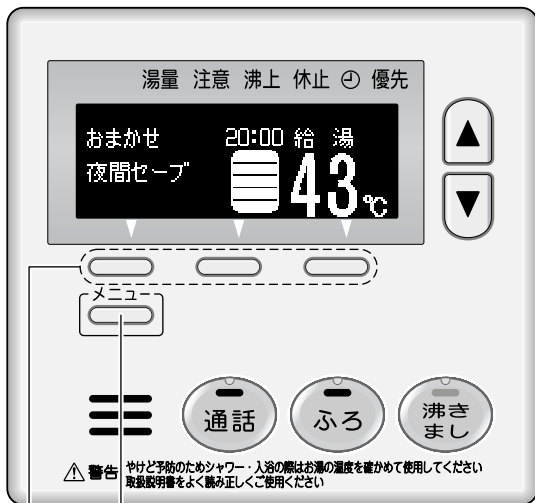 湯量 注意 沸上 休止 優先
おまかせ 20:00 給 湯
夜間セーブ 43℃
メニュー
通話 ふろ 沸き
まし
警告 やけど予防のためシャワー・入浴の際はお湯の温度を確かめて使用してください
取扱説明書をよく読み正しくご使用ください